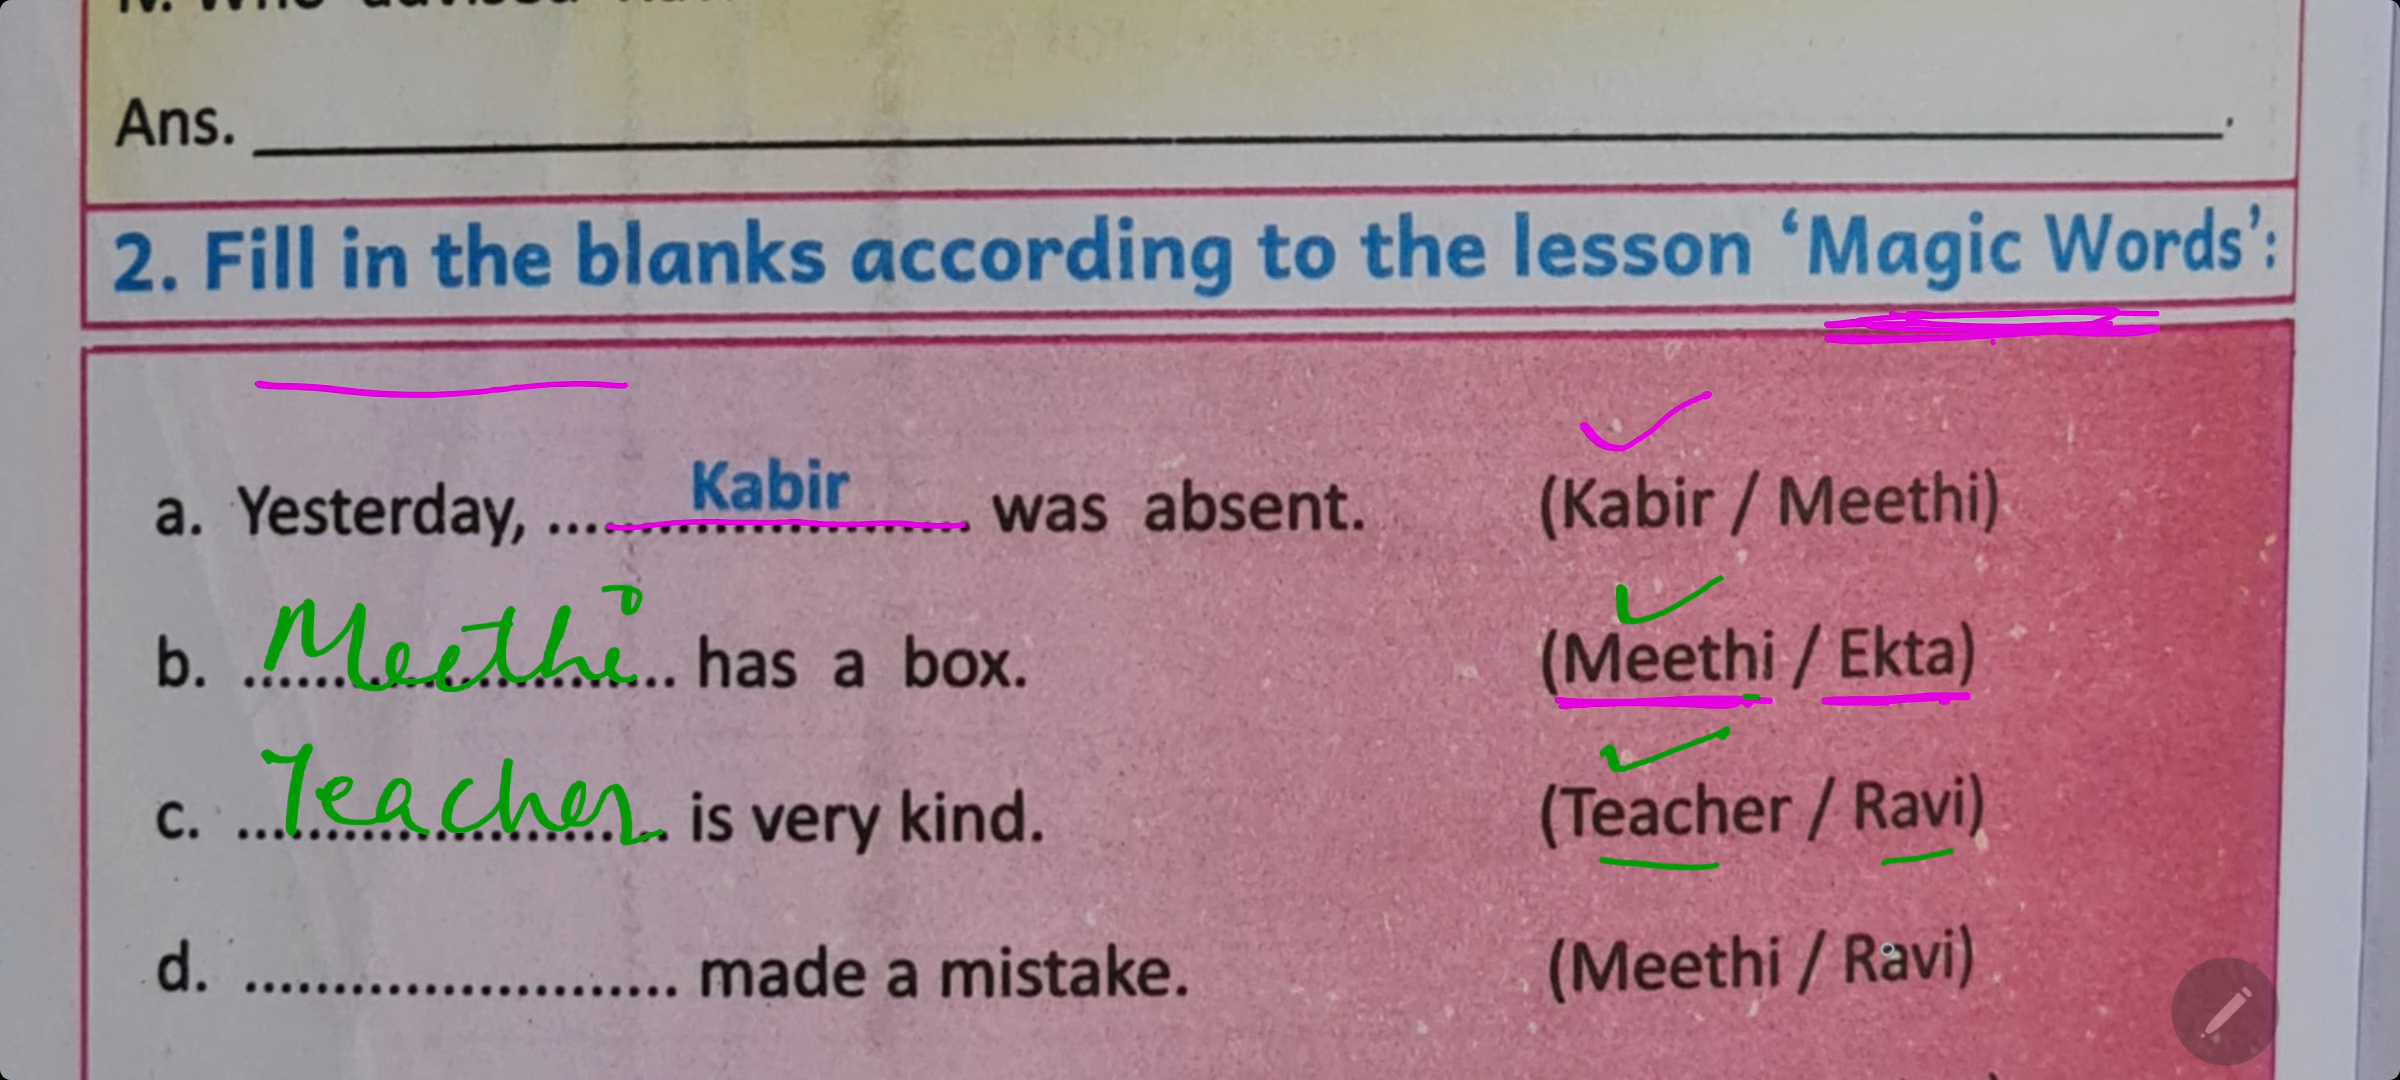 Ans.
2. Fill in the blanks according to the lesson ‘Magic Words’:
a. Yesterday, .... Kabir .... was absent. (Kabir / Meethi)
b. Meethi has a box. (Meethi / Ekta)
c. Teacher is very kind. (Teacher / Ravi)
d. ........................ made a mistake. (Meethi / Ravi)